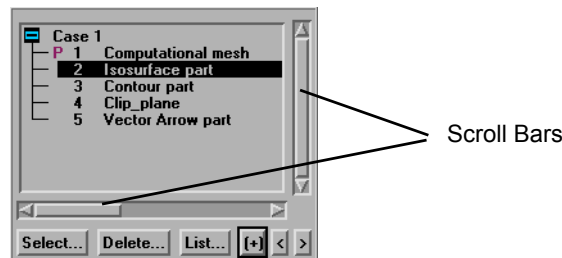 Case 1
P 1 Computational mesh
2 Isosurface part
3 Contour part
4 Clip_plane
5 Vector Arrow part
Scroll Bars
Select... Delete... List... (+) < >